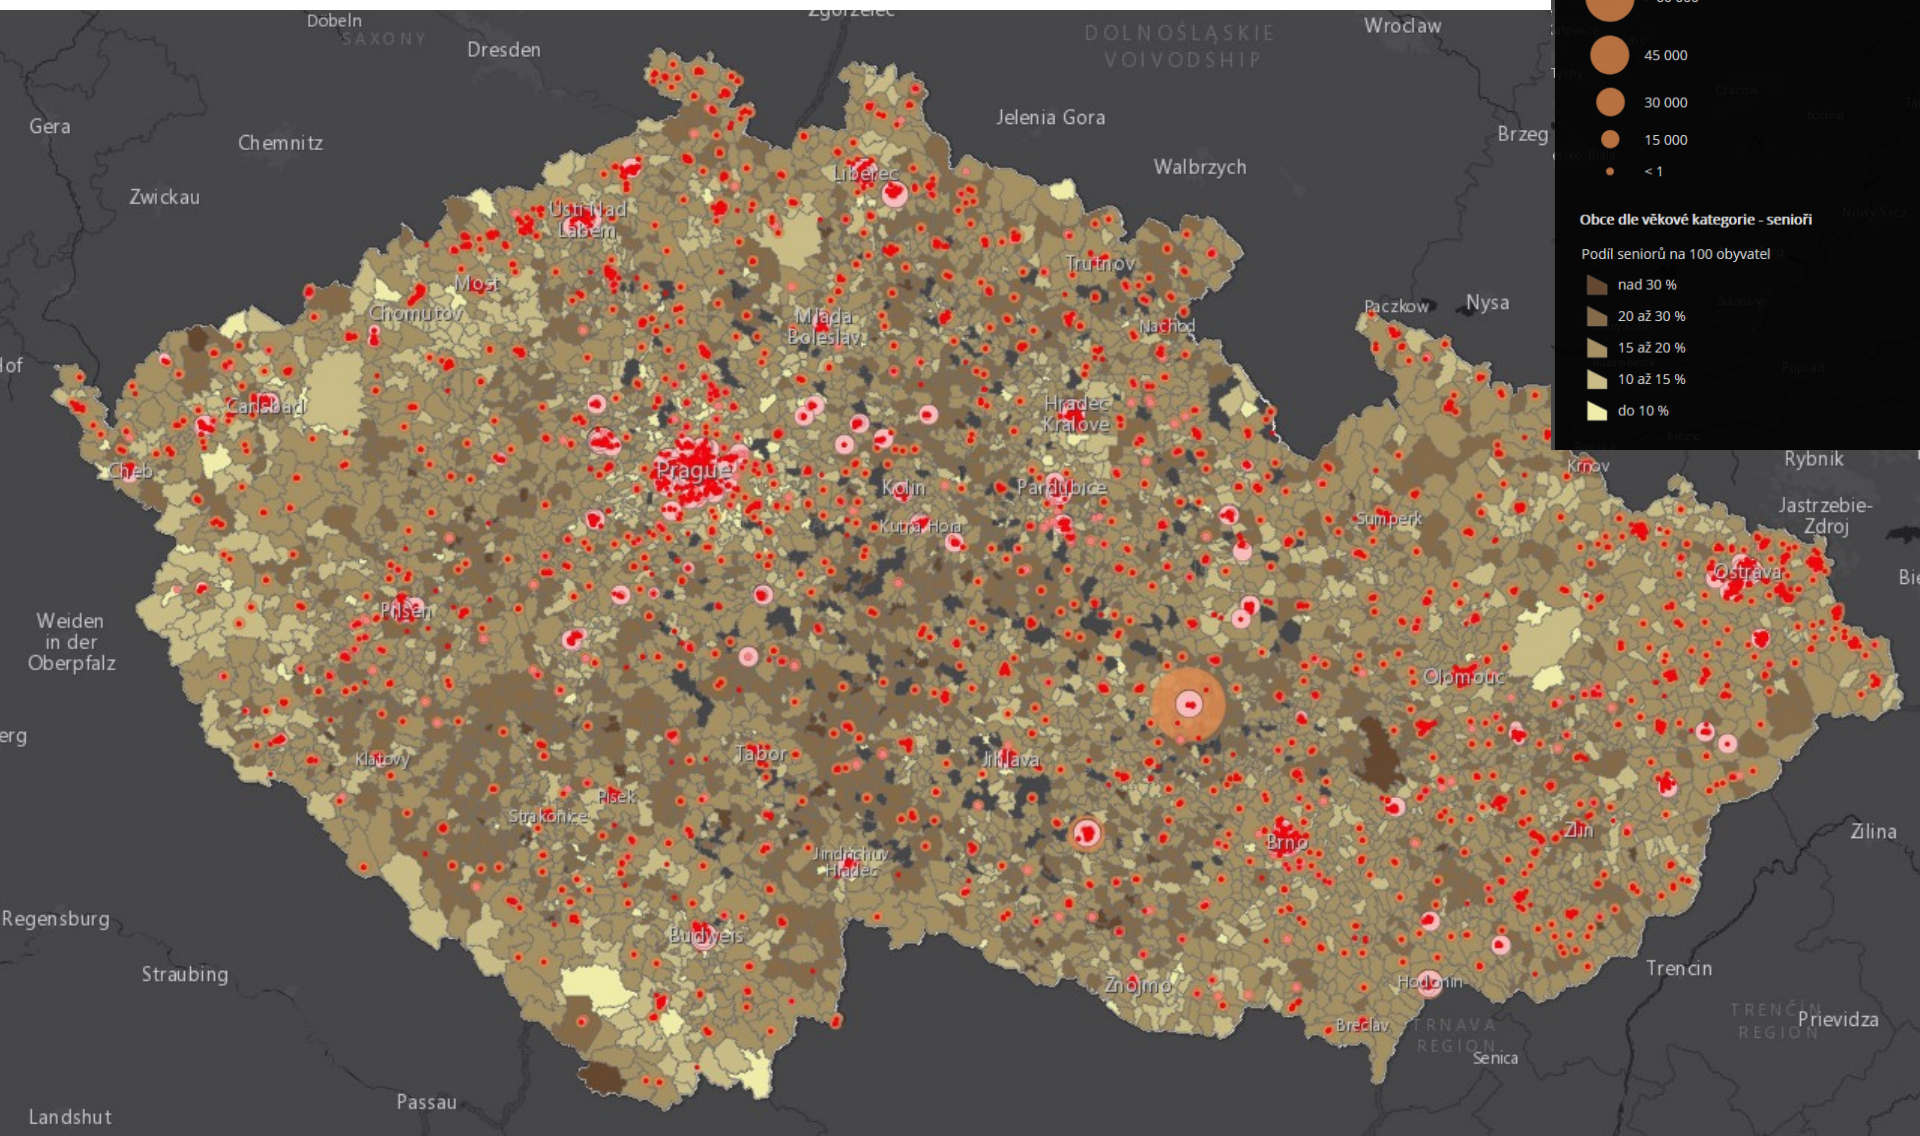 Zgorzelec
Döbeln
SAXONY
Dresden
DOLNOŚLĄSKIE
VOIVODSHIP
Wroclaw
Gera
Chemnitz
Jelenia Gora
Brzeg
Zwickau
Walbrzych
Liberec
Usti Nad
Labem
Most
Chomutov
Trutnov
Mlada
Boleslav
Nachod
Paczkow
Nysa
Carlsbad
Hradec
Kralove
Cheb
Prague
Kolin
Pardubice
Kutna Hora
Sumperk
Krnov
Rybnik
Jastrzebie-
Zdroj
Ostrava
Pilsen
Weiden
in der
Oberpfalz
Olomouc
Klatovy
Tabor
Jihlava
Pisek
Strakonice
Jindrichuv
Hradec
Brno
Zlin
Zilina
Regensburg
Budweis
Straubing
Znojmo
Hodonin
Breclav
Trencin
TRNAVA
REGION
TRENČÍN
REGION
Prievidza
Senica
Passau
Landshut
45 000
30 000
15 000
< 1
Obce dle věkové kategorie - senioři
Podíl seniorů na 100 obyvatel
nad 30 %
20 až 30 %
15 až 20 %
10 až 15 %
do 10 %